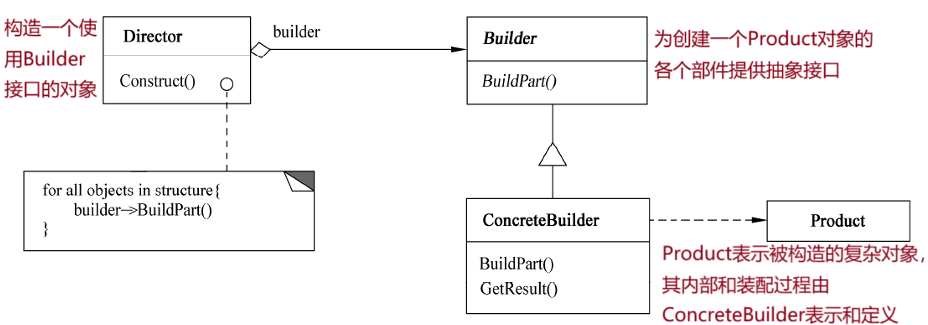 构造一个使
用Builder
接口的对象
Director
Construct()
builder
Builder
BuildPart()
为创建一个Product对象的
各个部件提供抽象接口
for all objects in structure{
builder->BuildPart()
}
ConcreteBuilder
BuildPart()
GetResult()
Product
Product表示被构造的复杂对象，
其内部和装配过程由
ConcreteBuilder表示和定义